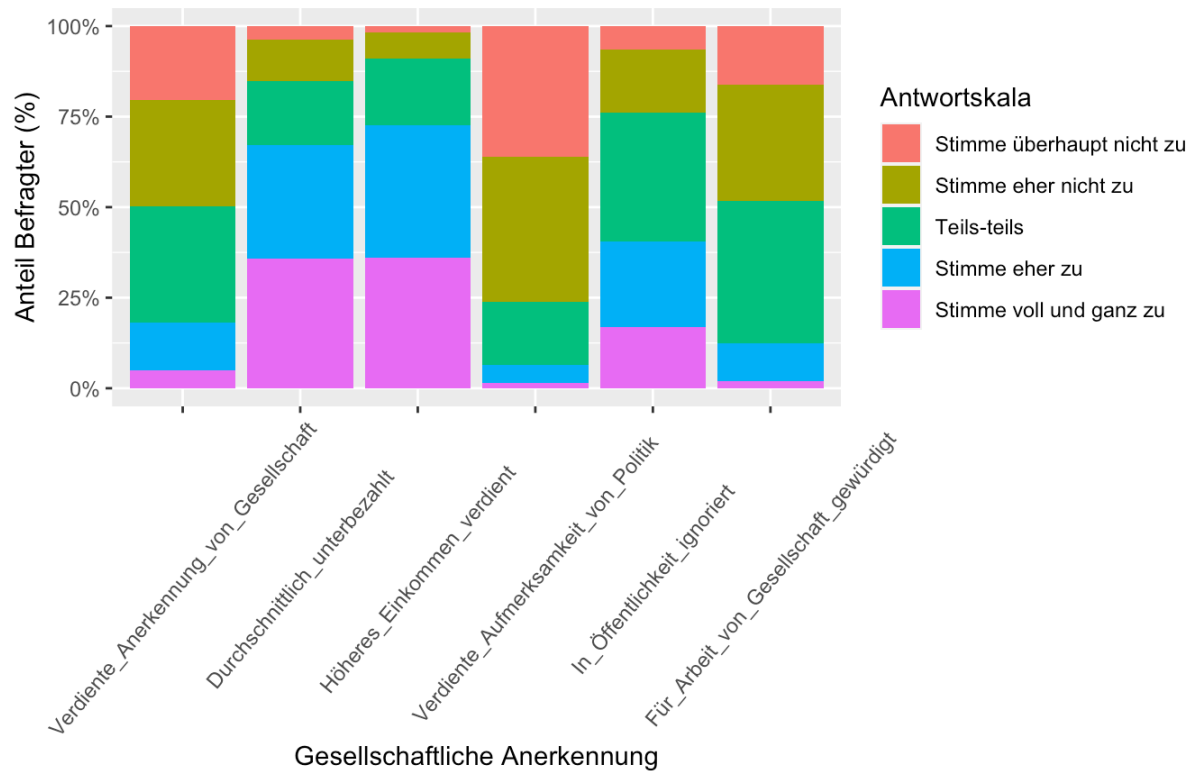 100%
75%
50%
25%
0%
Anteil Befragter (%)
Verdiente_Anerkennung_von_Gesellschaft
Durchschnittlich_unterbezahlt
Höheres_Einkommen_verdient
Verdiente_Aufmerksamkeit_von_Politik
In_Öffentlichkeit_ignoriert
Für_Arbeit_von_Gesellschaft_gewürdigt
Gesellschaftliche Anerkennung
Antwortskala
Stimme überhaupt nicht zu
Stimme eher nicht zu
Teils-teils
Stimme eher zu
Stimme voll und ganz zu